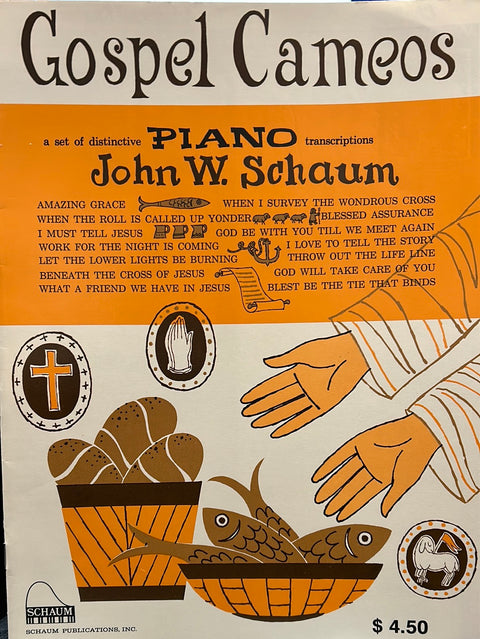 Gospel Cameos
a set of distinctive PIANO transcriptions
John W. Schaum
AMAZING GRACE WHEN I SURVEY THE WONDROUS CROSS
WHEN THE ROLL IS CALLED UP YONDER BLESSED ASSURANCE
I MUST TELL JESUS GOD BE WITH YOU TILL WE MEET AGAIN
WORK FOR THE NIGHT IS COMING I LOVE TO TELL THE STORY
LET THE LOWER LIGHTS BE BURNING THROW OUT THE LIFE LINE
BENEATH THE CROSS OF JESUS GOD WILL TAKE CARE OF YOU
WHAT A FRIEND WE HAVE IN JESUS BLEST BE THE TIE THAT BINDS
SCHAUM
SCHAUM PUBLICATIONS, INC.
$ 4.50